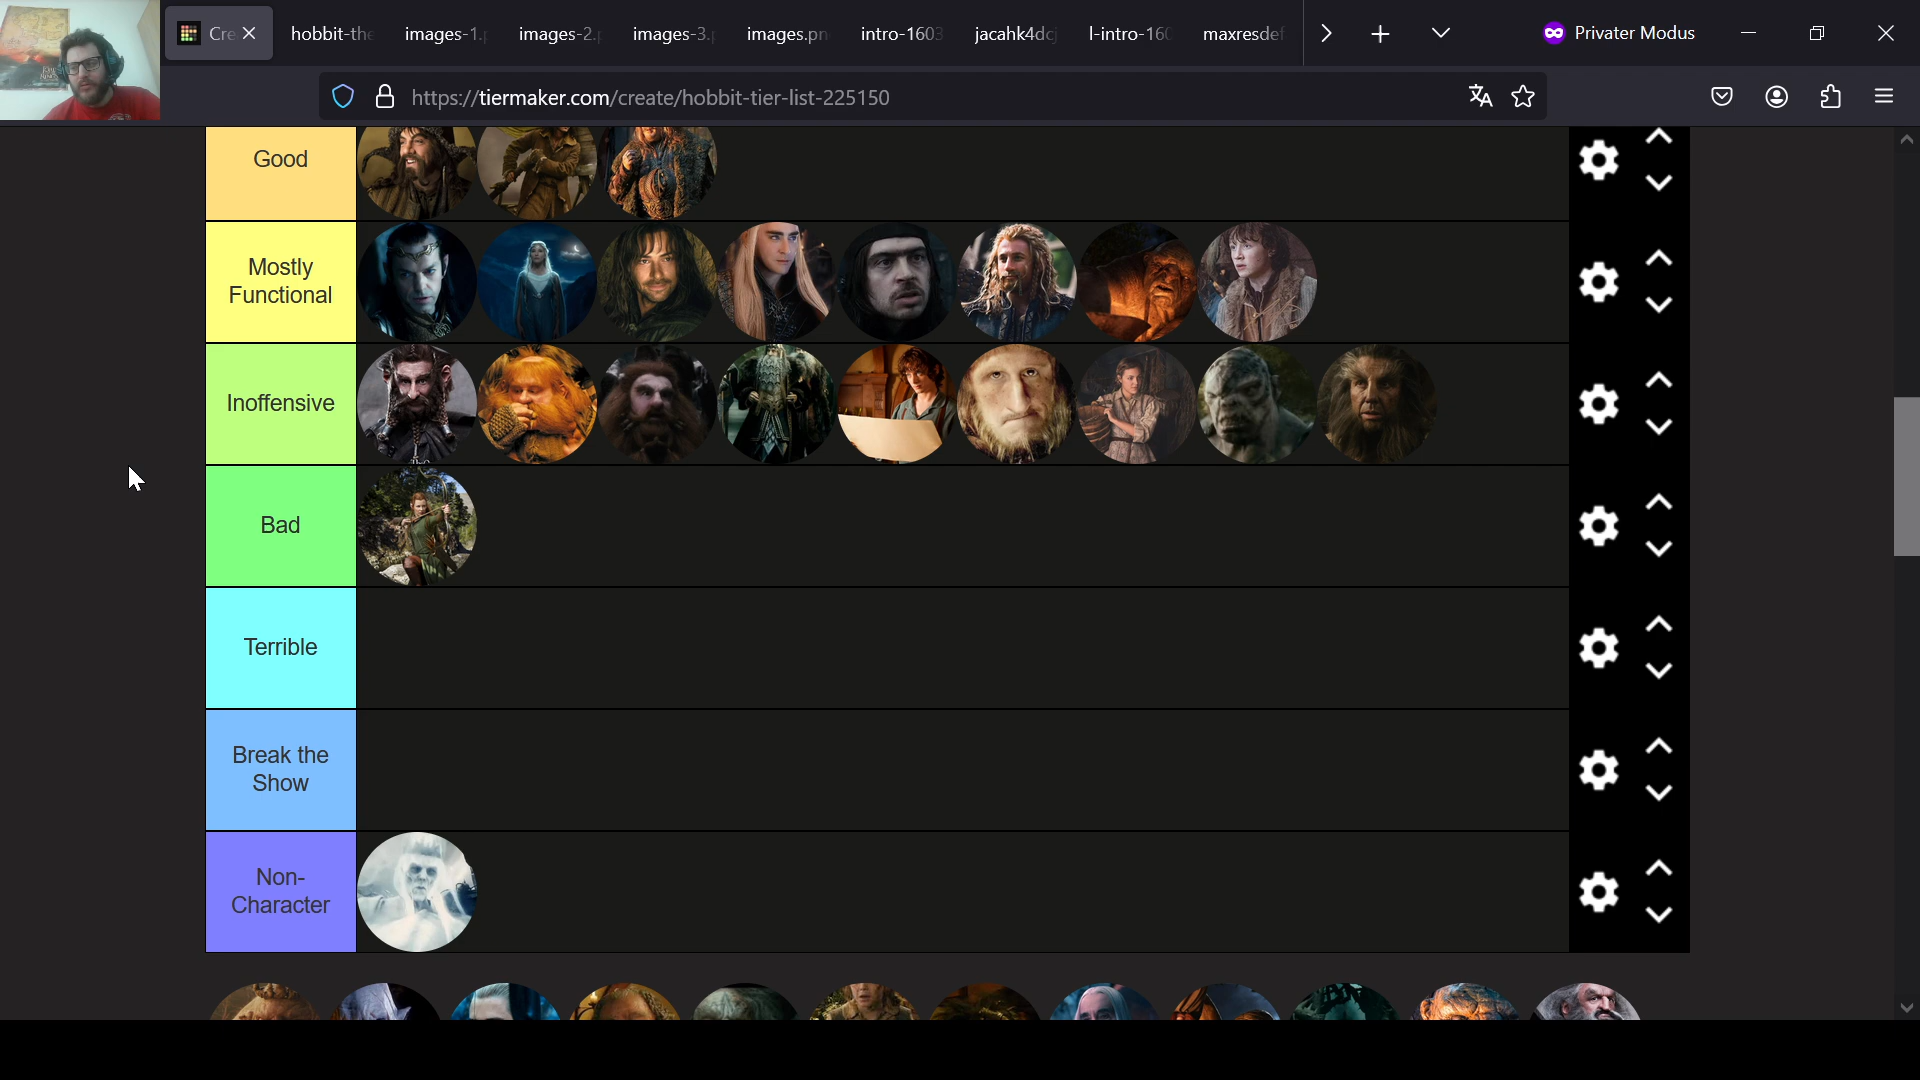 Cre
hobbit-the
images-1.p
images-2.p
images-3.p
images.pn
intro-1603
jacahk4dcj
l-intro-160
maxresdef
Privater Modus
https://tiermaker.com/create/hobbit-tier-list-225150
Good
Mostly
Functional
Inoffensive
Bad
Terrible
Break the
Show
Non-
Character